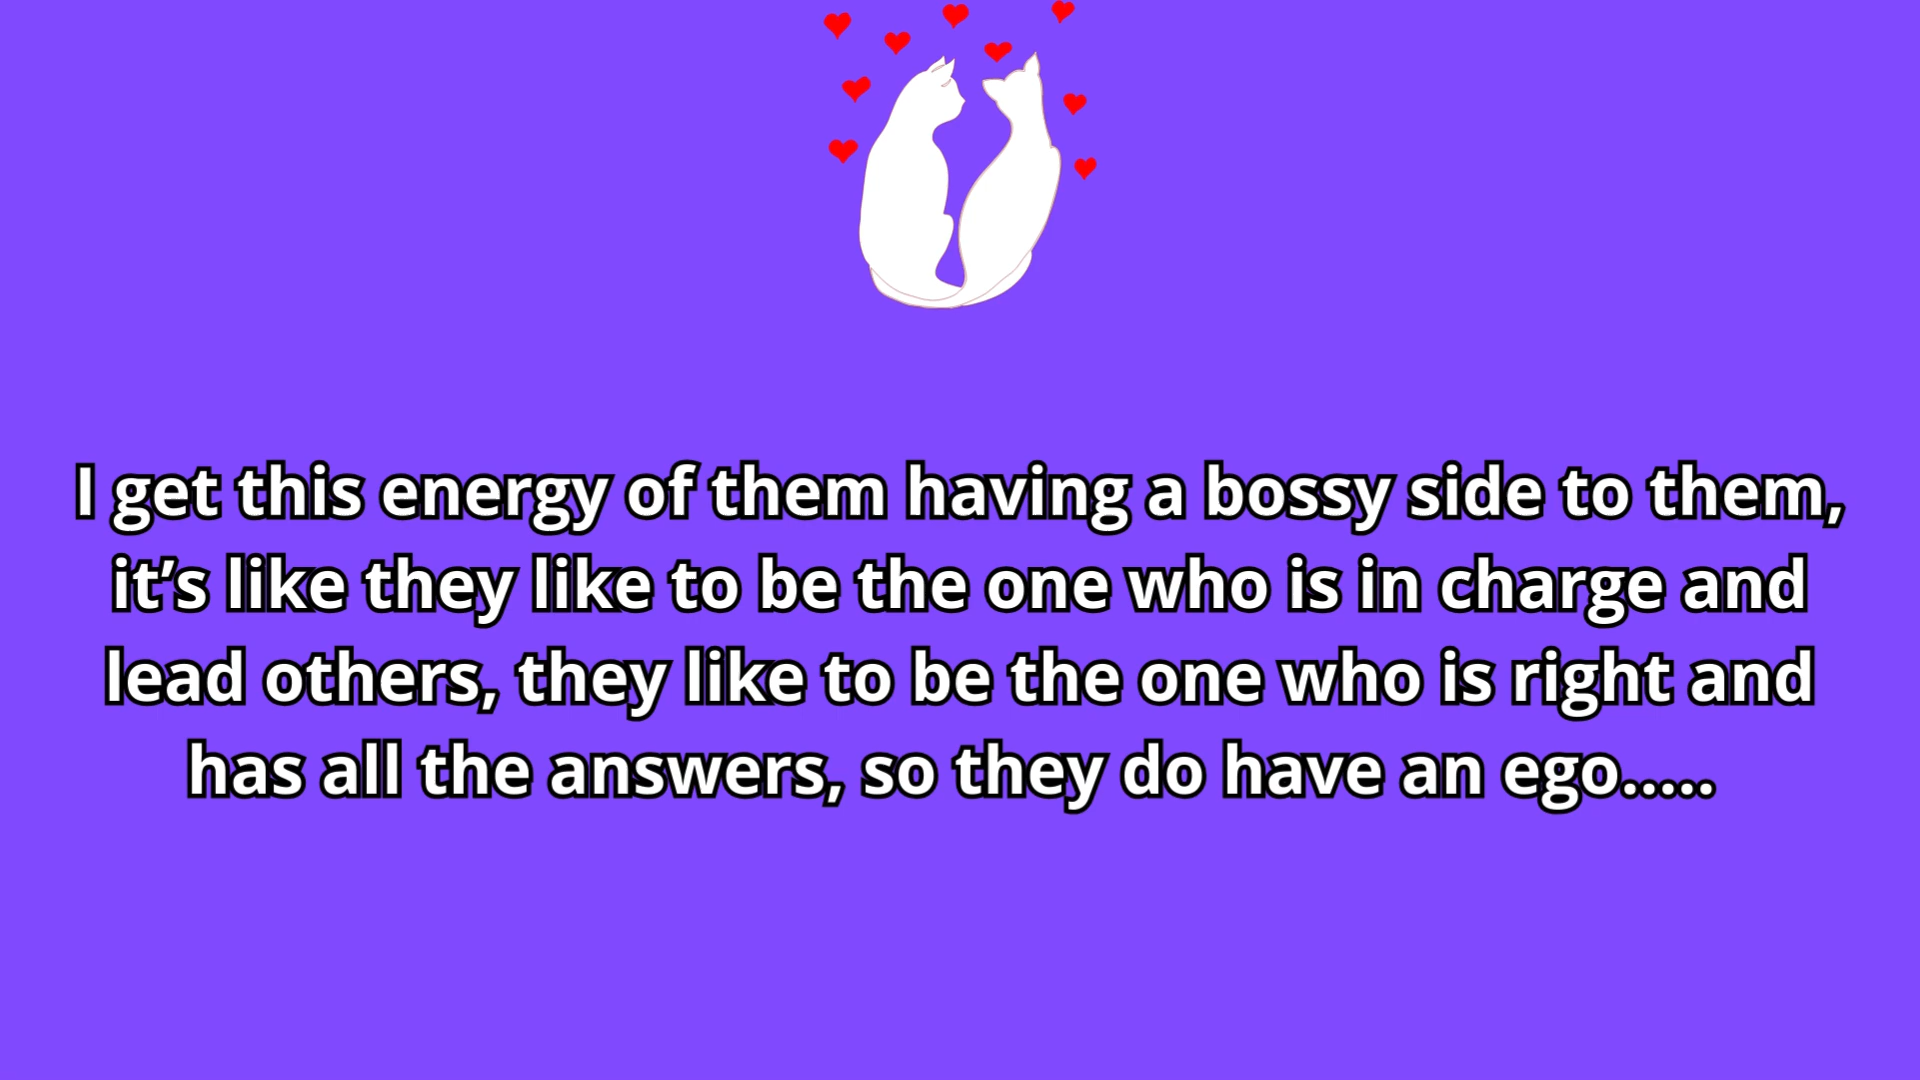 I get this energy of them having a bossy side to them,
it’s like they like to be the one who is in charge and
lead others, they like to be the one who is right and
has all the answers, so they do have an ego.....